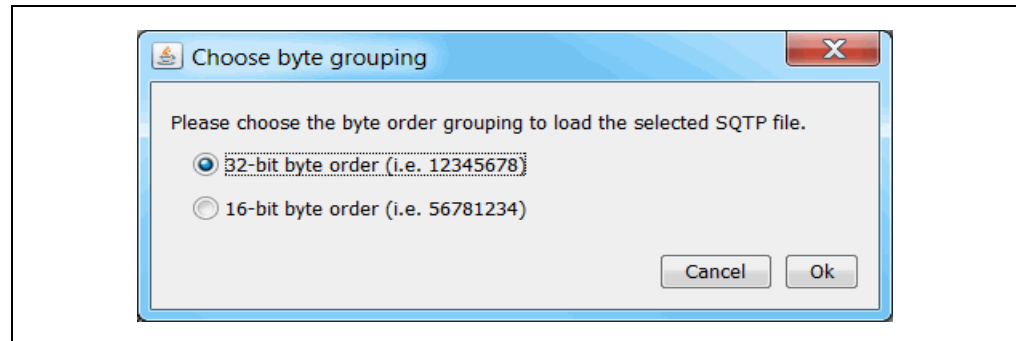 Choose byte grouping
Please choose the byte order grouping to load the selected SQTP file.
32-bit byte order (i.e. 12345678)
16-bit byte order (i.e. 56781234)
Cancel Ok